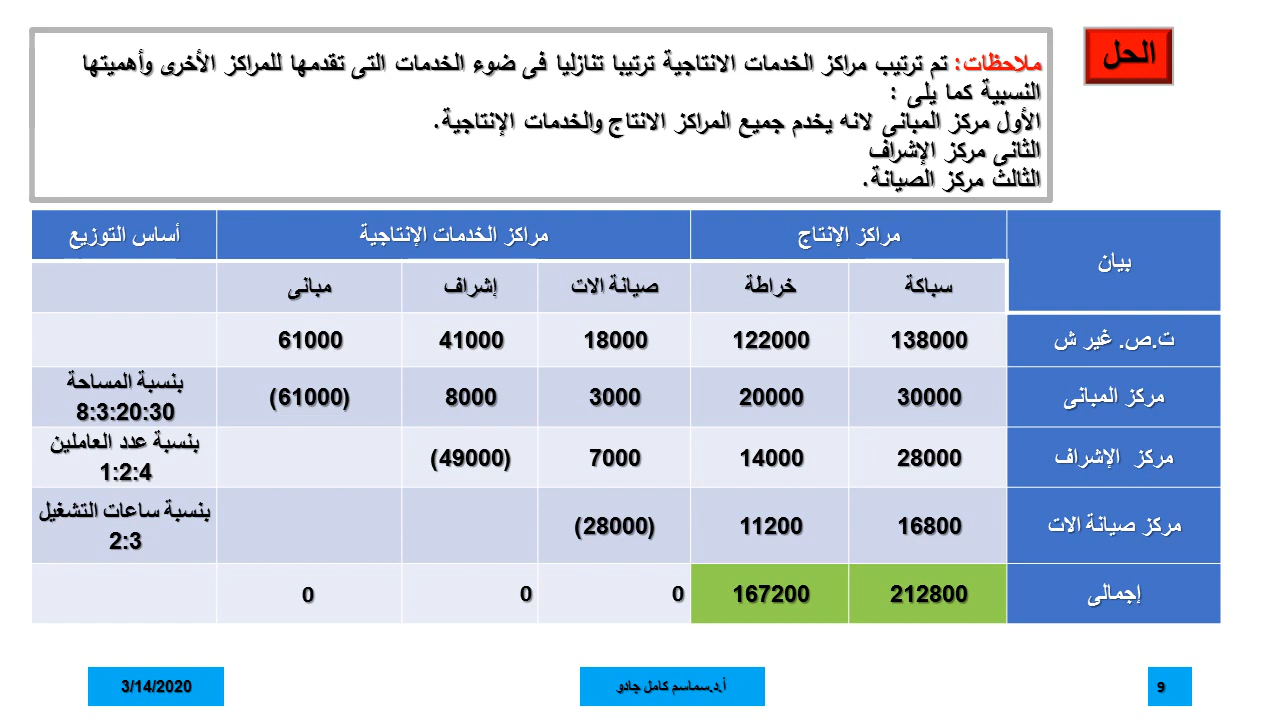 الحل
ملاحظات: تم ترتيب مراكز الخدمات الانتاجية ترتيبا تنازليا فى ضوء الخدمات التى تقدمها للمراكز الأخرى وأهميتها
النسبية كما يلى :
الأول مركز المبانى لانه يخدم جميع المراكز الانتاج والخدمات الإنتاجية.
الثانى مركز الإشراف
الثالث مركز الصيانة.
بيان مراكز الإنتاج مراكز الخدمات الإنتاجية أساس التوزيع
سباكة خراطة صيانة الات إشراف مبانى
ت.ص. غير ش 138000 122000 18000 41000 61000
مركز المبانى 30000 20000 3000 8000 (61000) بنسبة المساحة
8:3:20:30
مركز الإشراف 28000 14000 7000 (49000) بنسبة عدد العاملين
1:2:4
مركز صيانة الات 16800 11200 (28000) بنسبة ساعات التشغيل
2:3
إجمالى 212800 167200 0 0 0
9 أ.د.سماسم كامل جادو 3/14/2020